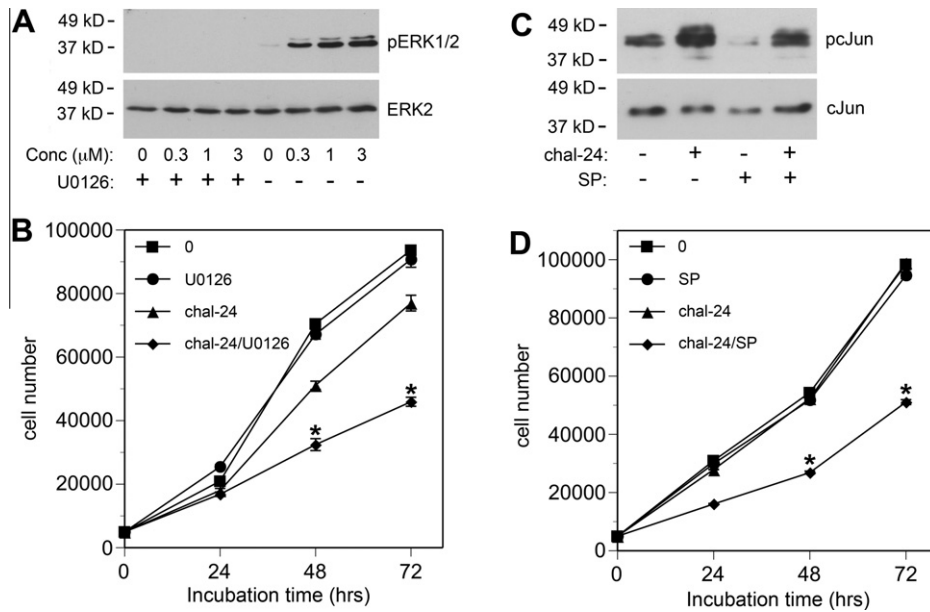 A
49 kD -
37 kD -
pERK1/2
49 kD -
37 kD -
ERK2
Conc (μM): 0 0.3 1 3 0 0.3 1 3
U0126: + + + + - - - -
B
100000
80000
60000
40000
20000
0
cell number
0
U0126
chal-24
chal-24/U0126
*
*
0 24 48 72
Incubation time (hrs)
C
49 kD -
37 kD -
pcJun
49 kD -
37 kD -
cJun
chal-24: - + - +
SP: - - + +
D
100000
80000
60000
40000
20000
0
cell number
0
SP
chal-24
chal-24/SP
*
*
0 24 48 72
Incubation time (hrs)